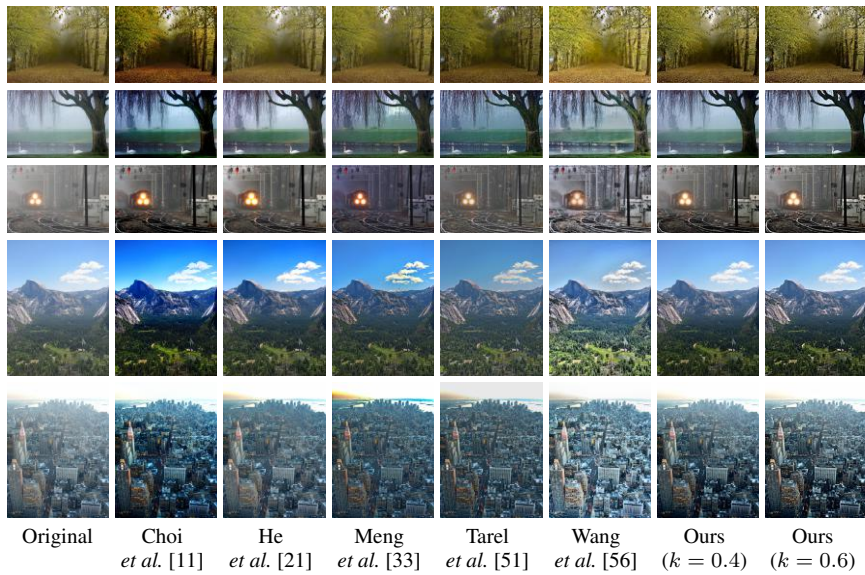 Original Choi He Meng Tarel Wang Ours Ours
et al. [11] et al. [21] et al. [33] et al. [51] et al. [56] (k = 0.4) (k = 0.6)